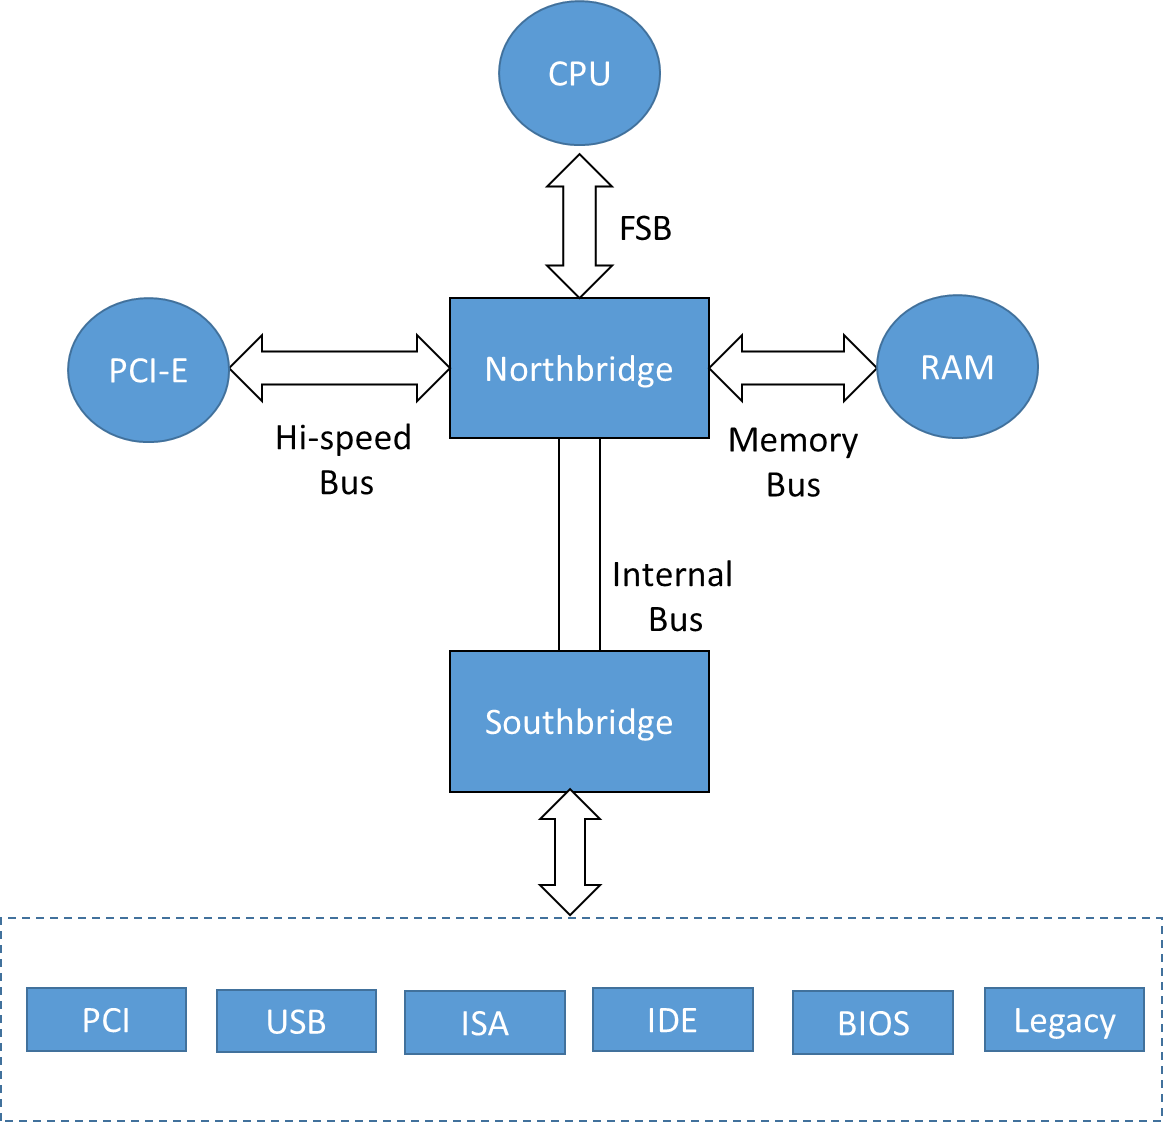 CPU
FSB
PCI-E
Northbridge
RAM
Hi-speed
Bus
Memory
Bus
Internal
Bus
Southbridge
PCI
USB
ISA
IDE
BIOS
Legacy